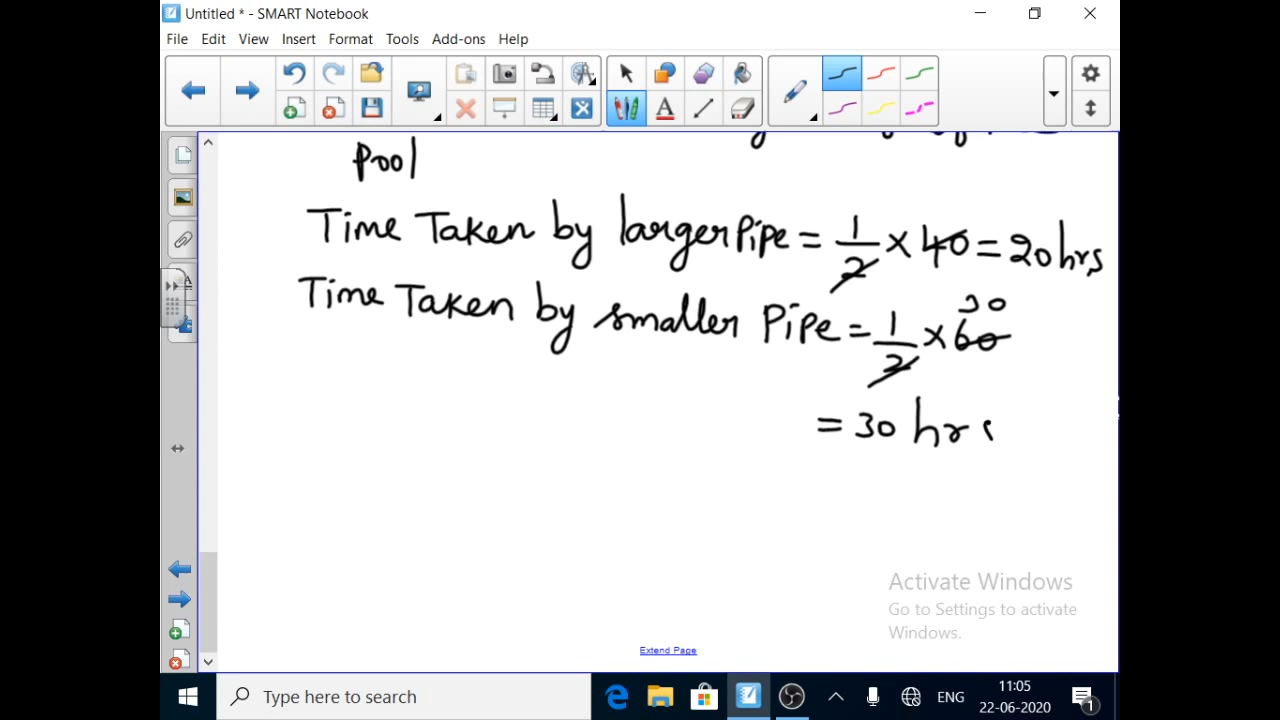 Untitled * - SMART Notebook
File Edit View Insert Format Tools Add-ons Help
Pool
Time Taken by larger Pipe = 1/2 × 40 = 20 hrs
Time Taken by smaller Pipe = 1/2 × 60 30
= 30 hrs
Activate Windows
Go to Settings to activate
Windows.
Extend Page
Type here to search
ENG
11:05
22-06-2020
1